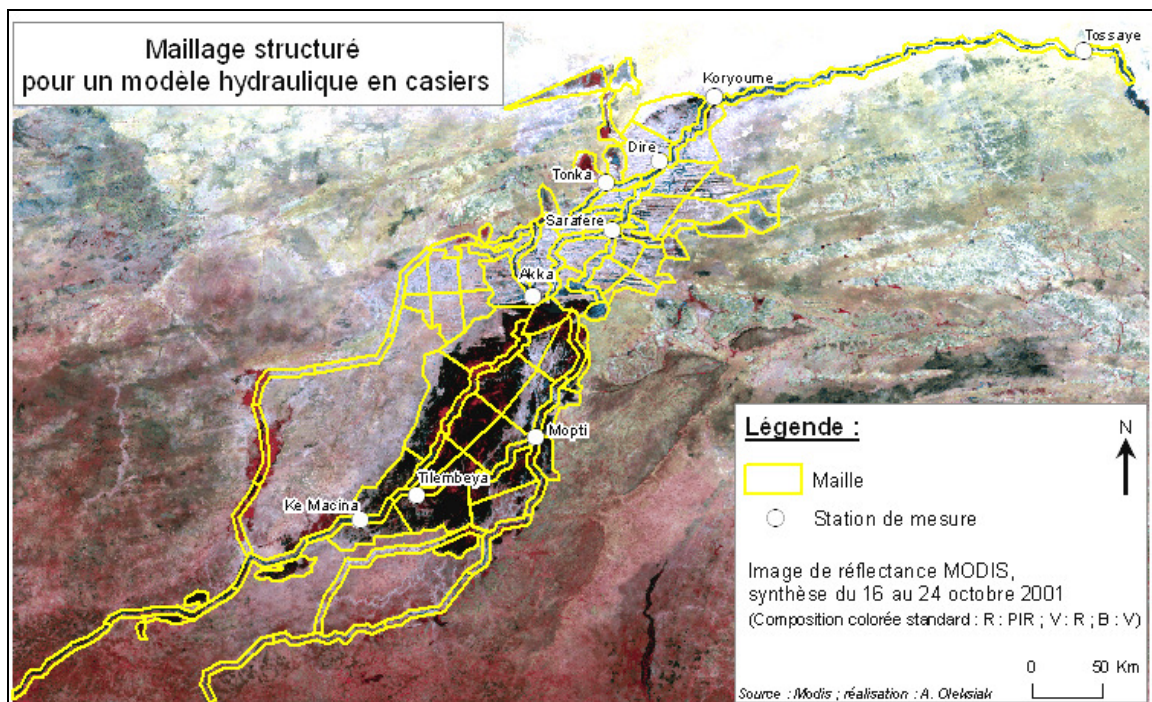 Maillage structuré
pour un modèle hydraulique en casiers
Tossaye
Koryoume
Dire
Tonka
Sarafere
Akka
Mopti
Tilembeya
Ke Macina
Légende :
N
Maille
Station de mesure
Image de réflectance MODIS,
synthèse du 16 au 24 octobre 2001
(Composition colorée standard : R : PIR ; V : R ; B : V)
0 50 Km
Source : Modis ; réalisation : A. Oleksiak